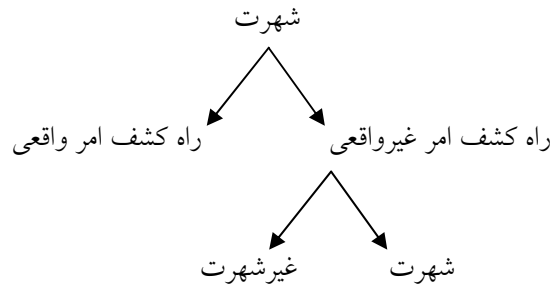 شهرت
راه کشف امر غیرواقعی
راه کشف امر واقعی
شهرت
غیرشهرت